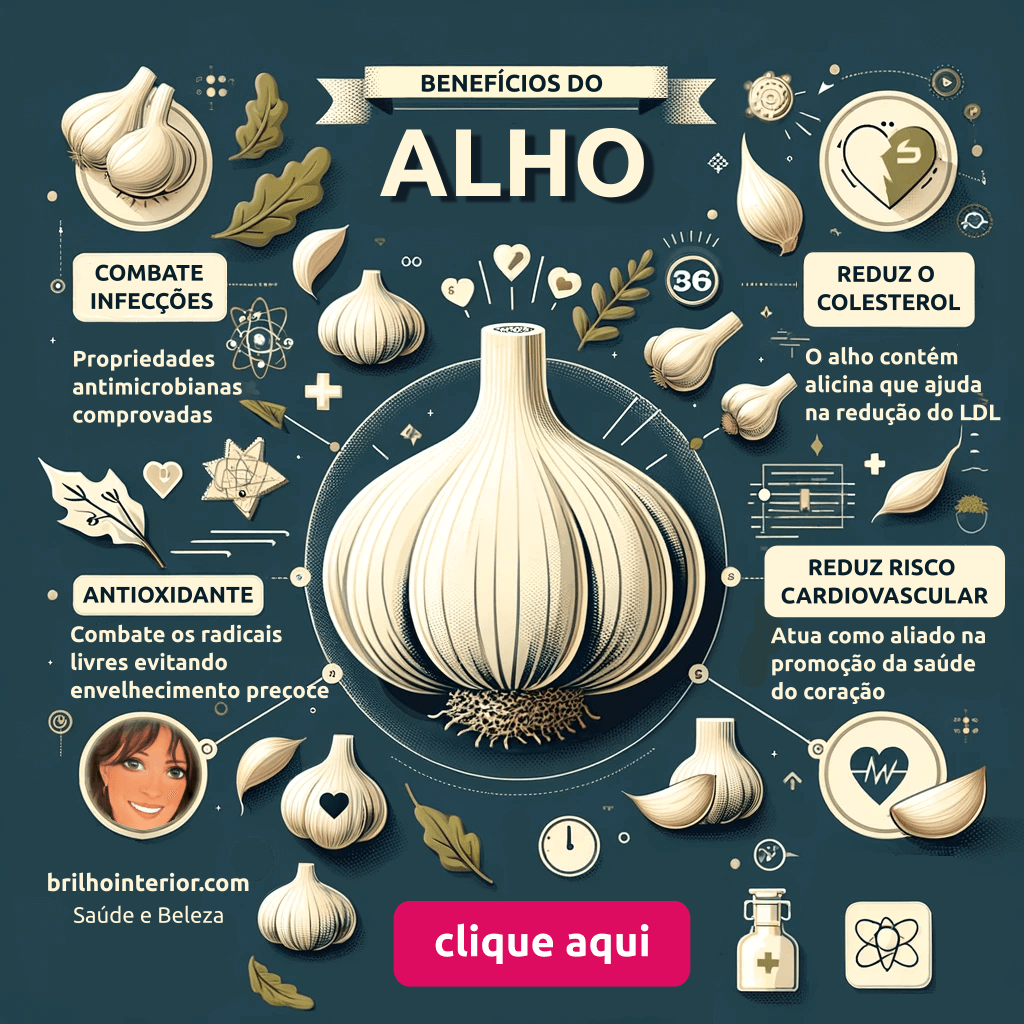 BENEFÍCIOS DO
ALHO
COMBATE
INFECÇÕES
Propriedades
antimicrobianas
comprovadas
36
REDUZ O
COLESTEROL
O alho contém
alicina que ajuda
na redução do LDL
ANTIOXIDANTE
Combate os radicais
livres evitando
envelhecimento preçoce
REDUZ RISCO
CARDIOVASCULAR
Atua como aliado na
promoção da saúde
do coração
brilhointerior.com
Saúde e Beleza
clique aqui